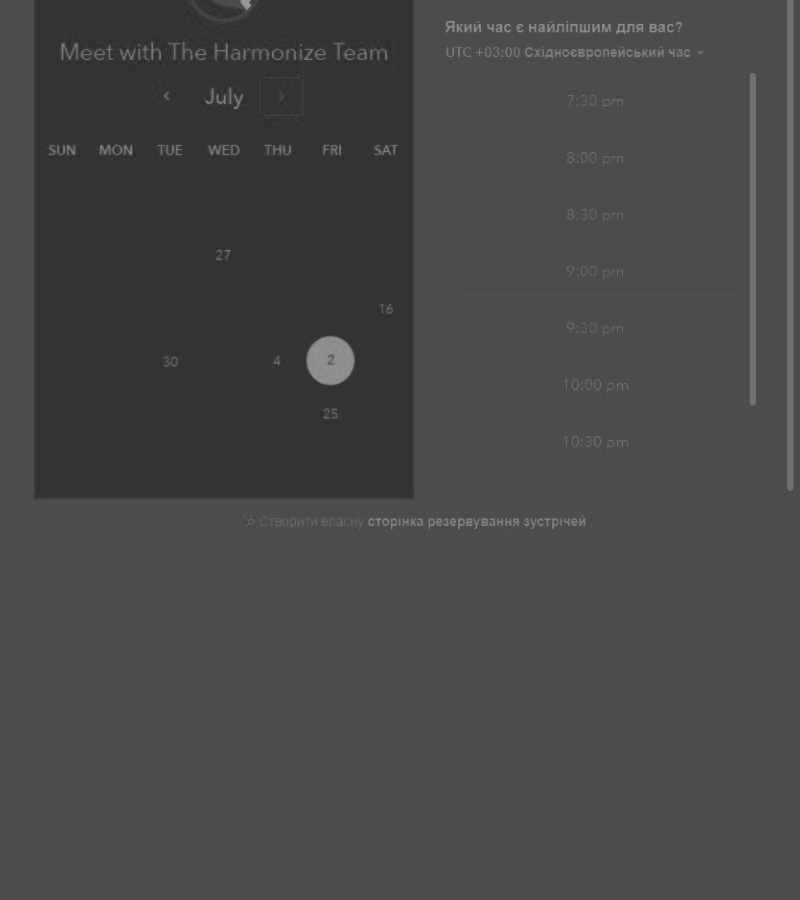 Meet with The Harmonize Team
July
SUN MON TUE WED THU FRI SAT
27
16
30 4 2
25
Який час є найліпшим для вас?
UTC +03:00 Східноєвропейський час
7:30 pm
8:00 pm
8:30 pm
9:00 pm
9:30 pm
10:00 pm
10:30 pm
Створити власну сторінка резервування зустрічей